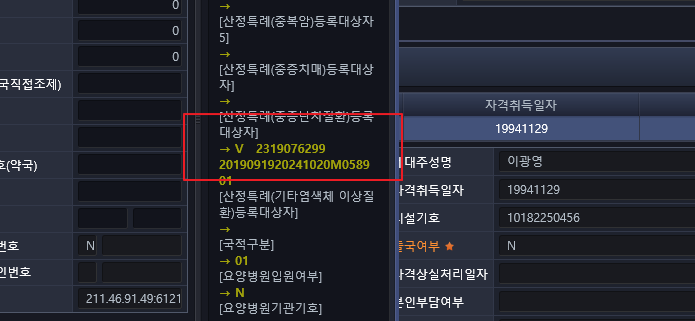 0
0
0
국직접조제)
호(약국)
번호
N
인번호
211.46.91.49:6121
→
[산정특례(중복암)등록대상자
5]
→
[산정특례(중증치매)등록대상
자]
→
[산정특례(중증난치질환)등록
대상자]
→ V 2319076299
2019091920241020M0589
01
[산정특례(기타염색체 이상질
환)등록대상자]
→
[국적구분]
→ 01
[요양병원입원여부]
→ N
[요양병원기관기호]
자격취득일자
19941129
대주성명
이광영
자격취득일자
19941129
시설기호
10182250456
출국여부 ★
N
자격상실처리일자
본인부담여부